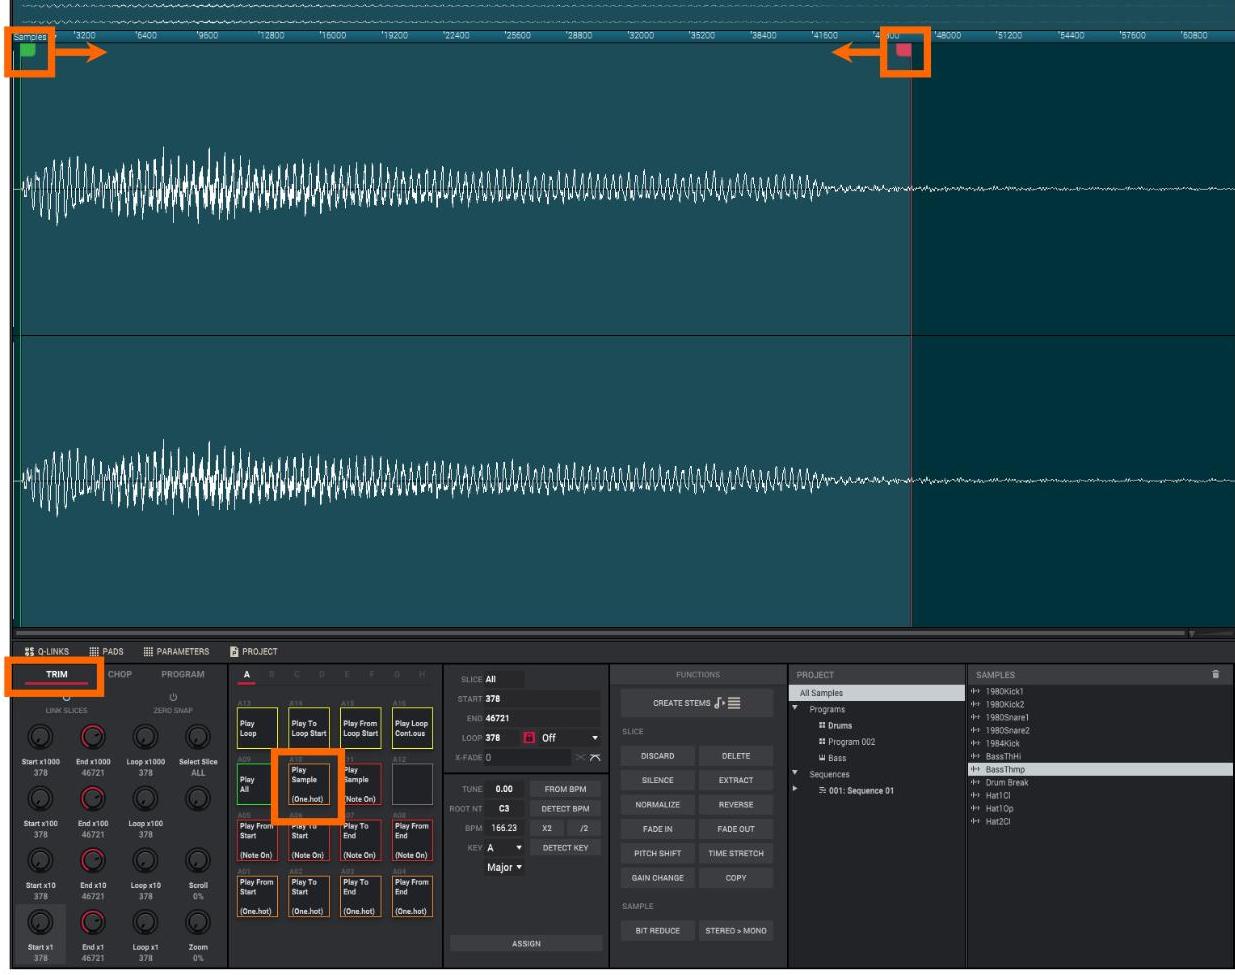 Samples 3200 6400 9600 12800 16000 19200 22400 25600 28800 32000 35200 38400 41600 48000 51200 54400 57600 60800
Q-LINKS PADS PARAMETERS PROJECT
TRIM CHOP PROGRAM
LINK SLICES ZERO SNAP
Start x1000 End x1000 Loop x1000 Select Slice
378 46721 378 ALL
Start x100 End x100 Loop x100
378 46721 378
Start x10 End x10 Loop x10 Scroll
378 46721 378 0%
Start x1 End x1 Loop x1 Zoom
378 46721 378 0%
A B C D E F G H
A13 A14 A15 A16
Play Loop
Play To Loop Start
Play From Loop Start
Play Loop Cont.ous
A09 A10 A12
Play All
Play Sample (One.hot)
Sample (Note On)
A05 A08
Play From Start (Note On)
Play To Start (Note On)
Play To End (Note On)
Play From End (Note On)
A01 A02 A03 A04
Play From Start (One.hot)
Play To Start (One.hot)
Play To End (One.hot)
Play From End (One.hot)
SLICE All
START 378
END 46721
LOOP 378 Off
X-FADE 0
TUNE 0.00 FROM BPM
ROOT NT C3 DETECT BPM
BPM 166.23 X2 /2
KEY A DETECT KEY
Major
ASSIGN
FUNCTIONS
CREATE STEMS
SLICE
DISCARD DELETE
SILENCE EXTRACT
NORMALIZE REVERSE
FADE IN FADE OUT
PITCH SHIFT TIME STRETCH
GAIN CHANGE COPY
SAMPLE
BIT REDUCE STEREO > MONO
PROJECT
All Samples
Programs
Drums
Program 002
Bass
Sequences
001: Sequence 01
SAMPLES
1980Kick1
1980Kick2
1980Snare1
1980Snare2
1984Kick
BassThHi
BassThmp
Drum Break
Hat1Cl
Hat1Op
Hat2Cl